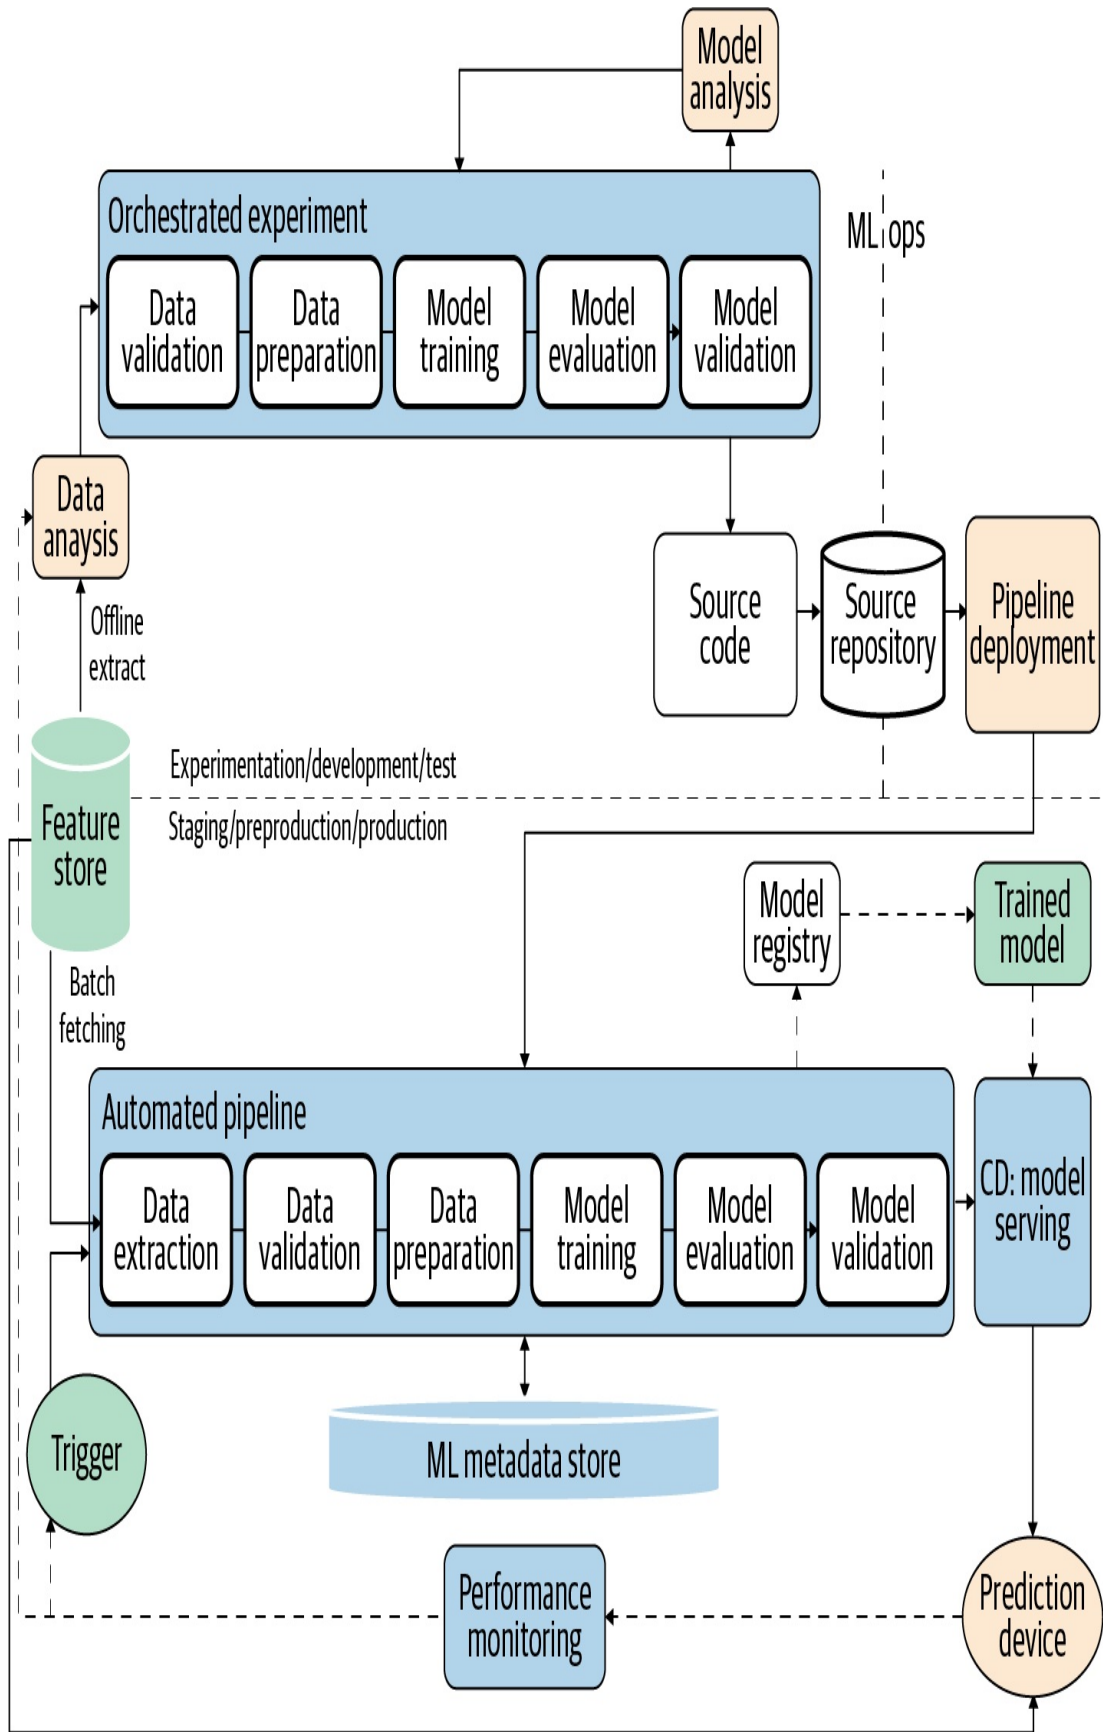 Model
analysis
Orchestrated experiment
ML ops
Data
validation
Data
preparation
Model
training
Model
evaluation
Model
validation
Data
anaysis
Offline
extract
Source
code
Source
repository
Pipeline
deployment
Experimentation/development/test
Staging/preproduction/production
Feature
store
Batch
fetching
Model
registry
Trained
model
Automated pipeline
Data
extraction
Data
validation
Data
preparation
Model
training
Model
evaluation
Model
validation
CD: model
serving
Trigger
ML metadata store
Performance
monitoring
Prediction
device